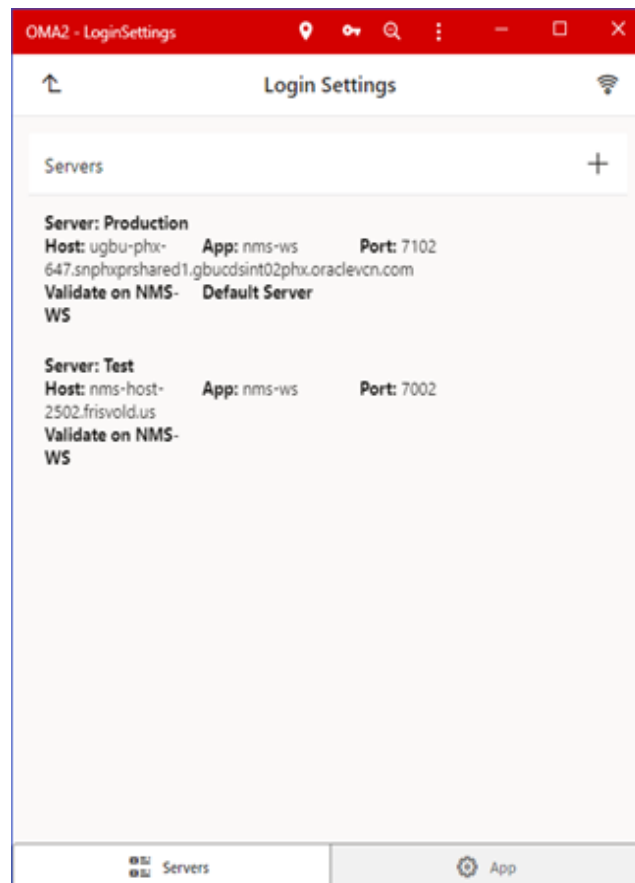 OMA2 - LoginSettings
Login Settings
Servers
Server: Production
Host: ugbu-phx- App: nms-ws Port: 7102
647.snphxprshared1.gbucdsint02phx.oraclevcn.com
Validate on NMS- Default Server
WS
Server: Test
Host: nms-host- App: nms-ws Port: 7002
2502.frisvold.us
Validate on NMS-
WS
Servers App